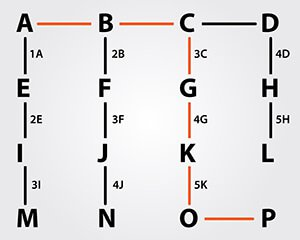 A B C D
1A 2B 3C 4D
E F G H
2E 3F 4G 5H
I J K L
3I 4J 5K
M N O P